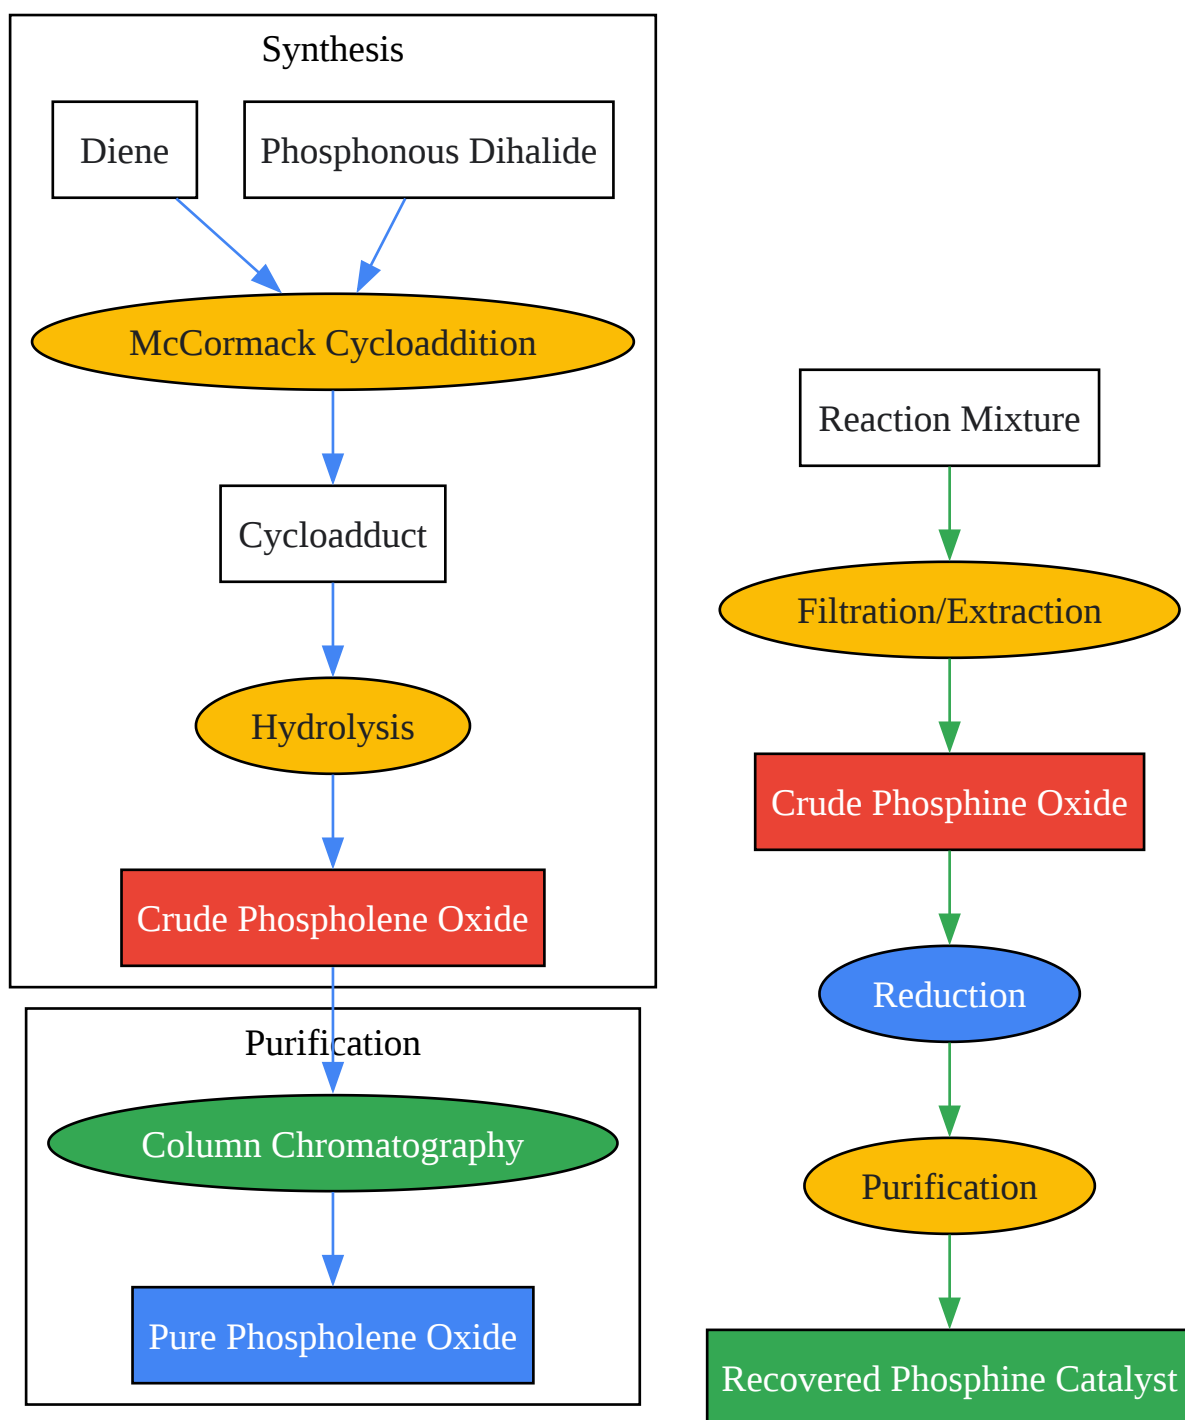 Synthesis
Diene
Phosphonous Dihalide
McCormack Cycloaddition
Cycloadduct
Hydrolysis
Crude Phospholene Oxide
Purification
Column Chromatography
Pure Phospholene Oxide
Reaction Mixture
Filtration/Extraction
Crude Phosphine Oxide
Reduction
Purification
Recovered Phosphine Catalyst